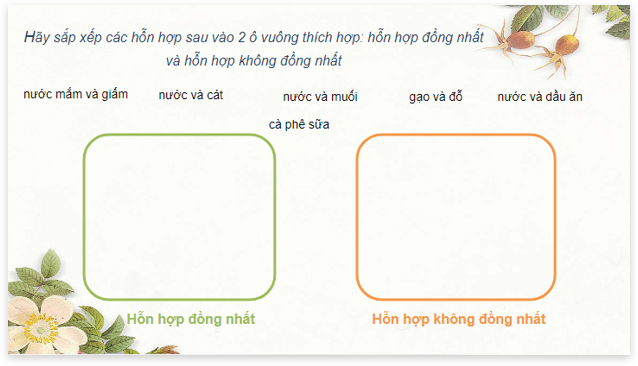 Hãy sắp xếp các hỗn hợp sau vào 2 ô vuông thích hợp: hỗn hợp đồng nhất
và hỗn hợp không đồng nhất
nước mắm và giấm nước và cát nước và muối gạo và đỗ nước và dầu ăn
cà phê sữa
Hỗn hợp đồng nhất Hỗn hợp không đồng nhất